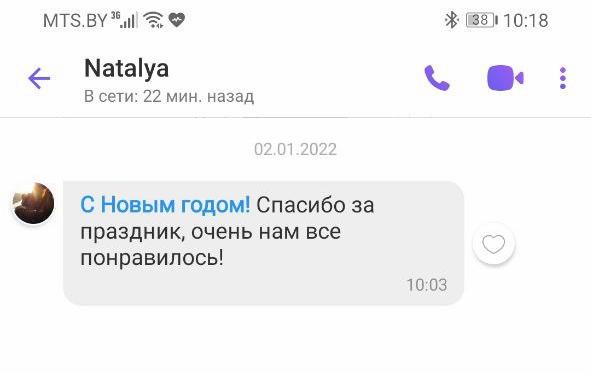 MTS.BY 3G 38 10:18
Natalya
В сети: 22 мин. назад
02.01.2022
С Новым годом! Спасибо за
праздник, очень нам все
понравилось!
10:03